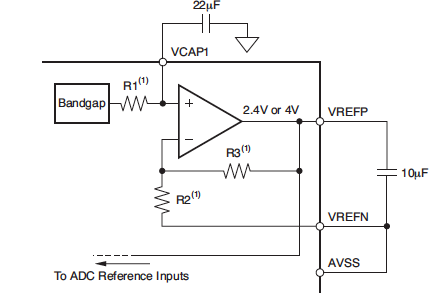 22µF
VCAP1
R1(1)
Bandgap
+
2.4V or 4V
VREFP
−
R3(1)
10µF
R2(1)
VREFN
AVSS
To ADC Reference Inputs